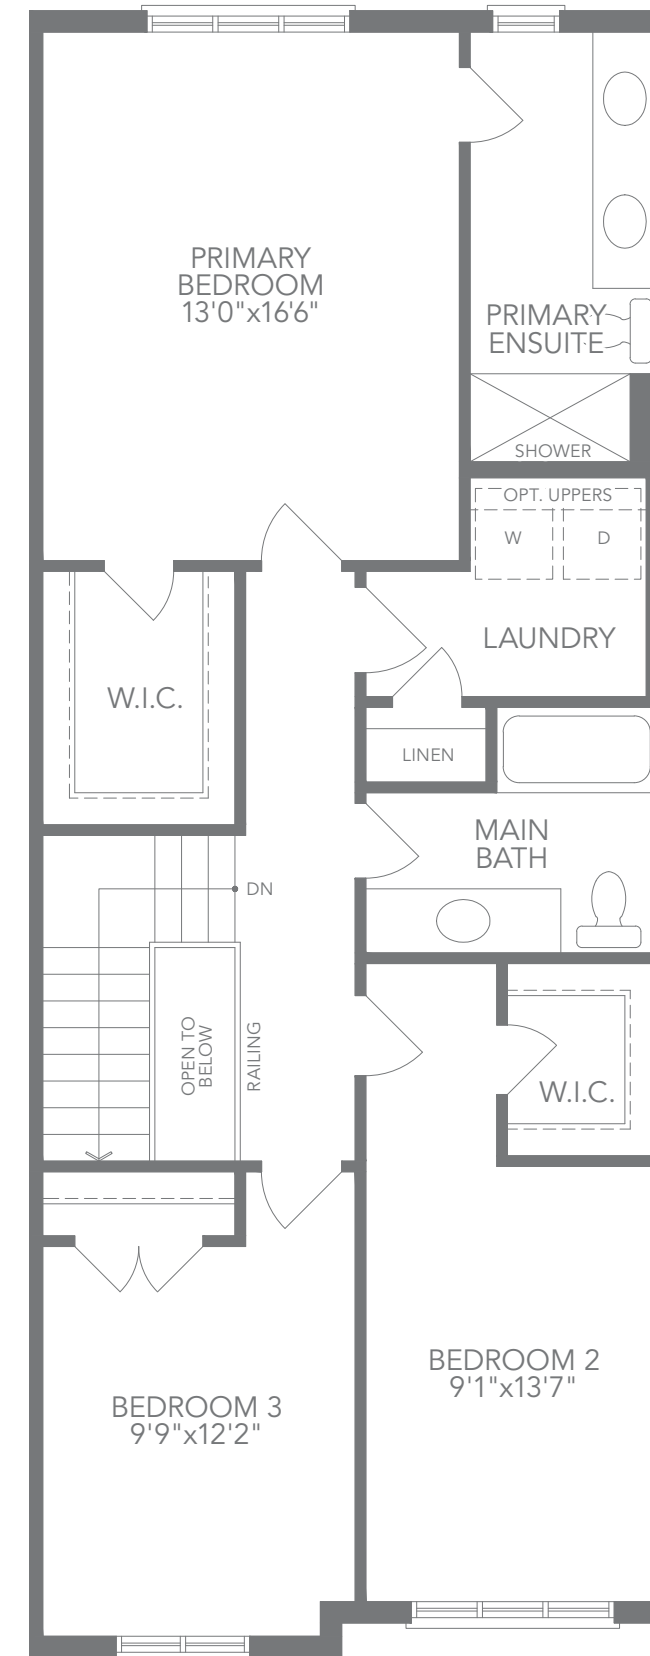 PRIMARY
BEDROOM
13'0"x16'6"
PRIMARY
ENSUITE
SHOWER
OPT. UPPERS
W
D
LAUNDRY
W.I.C.
LINEN
MAIN
BATH
DN
OPEN TO
BELOW
RAILING
W.I.C.
BEDROOM 2
9'1"x13'7"
BEDROOM 3
9'9"x12'2"